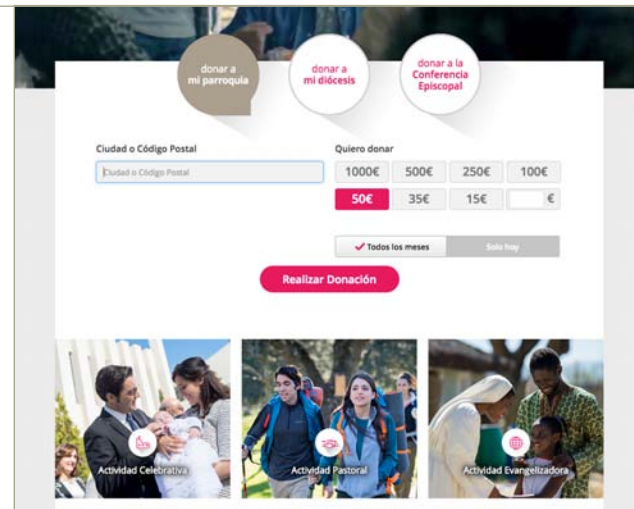 donar a
mi parroquia
donar a
mi diócesis
donar a la
Conferencia
Episcopal
Ciudad o Código Postal
Ciudad o Código Postal
Quiero donar
1000€ 500€ 250€ 100€
50€ 35€ 15€ €
Todos los meses Solo hoy
Realizar Donación
Actividad Celebrativa
Actividad Pastoral
Actividad Evangelizadora